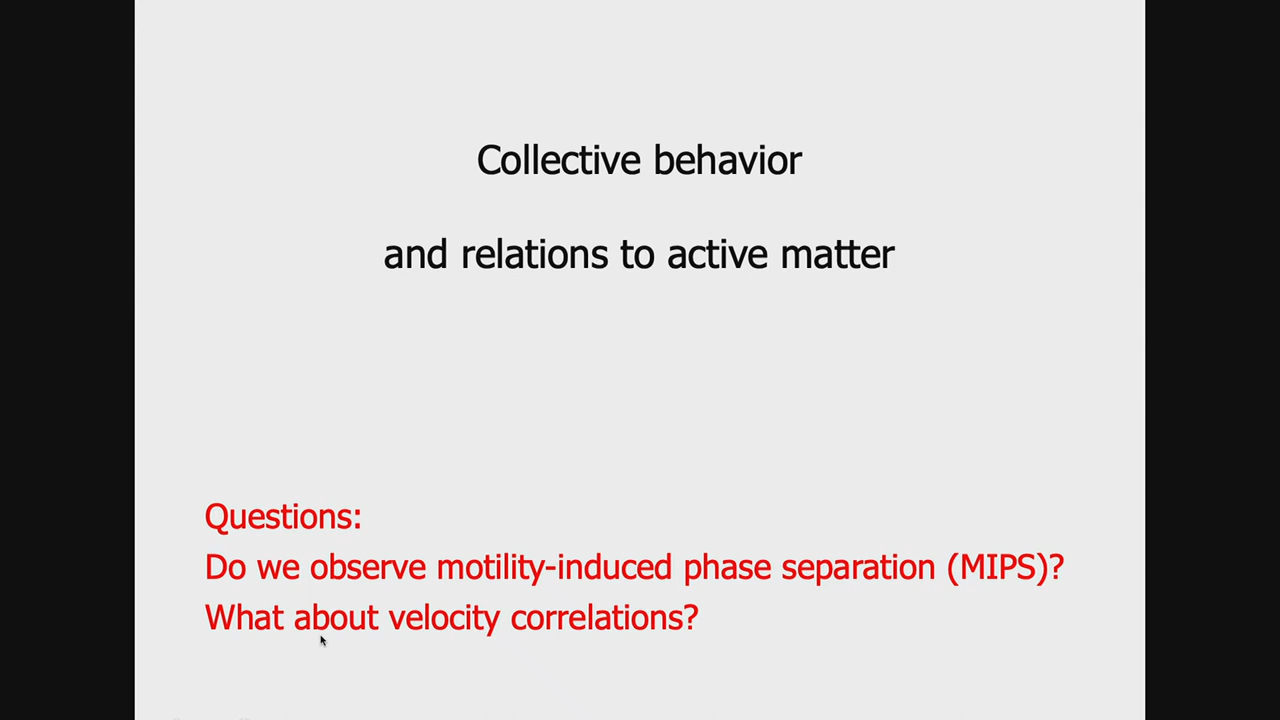 Collective behavior
and relations to active matter
Questions:
Do we observe motility-induced phase separation (MIPS)?
What about velocity correlations?